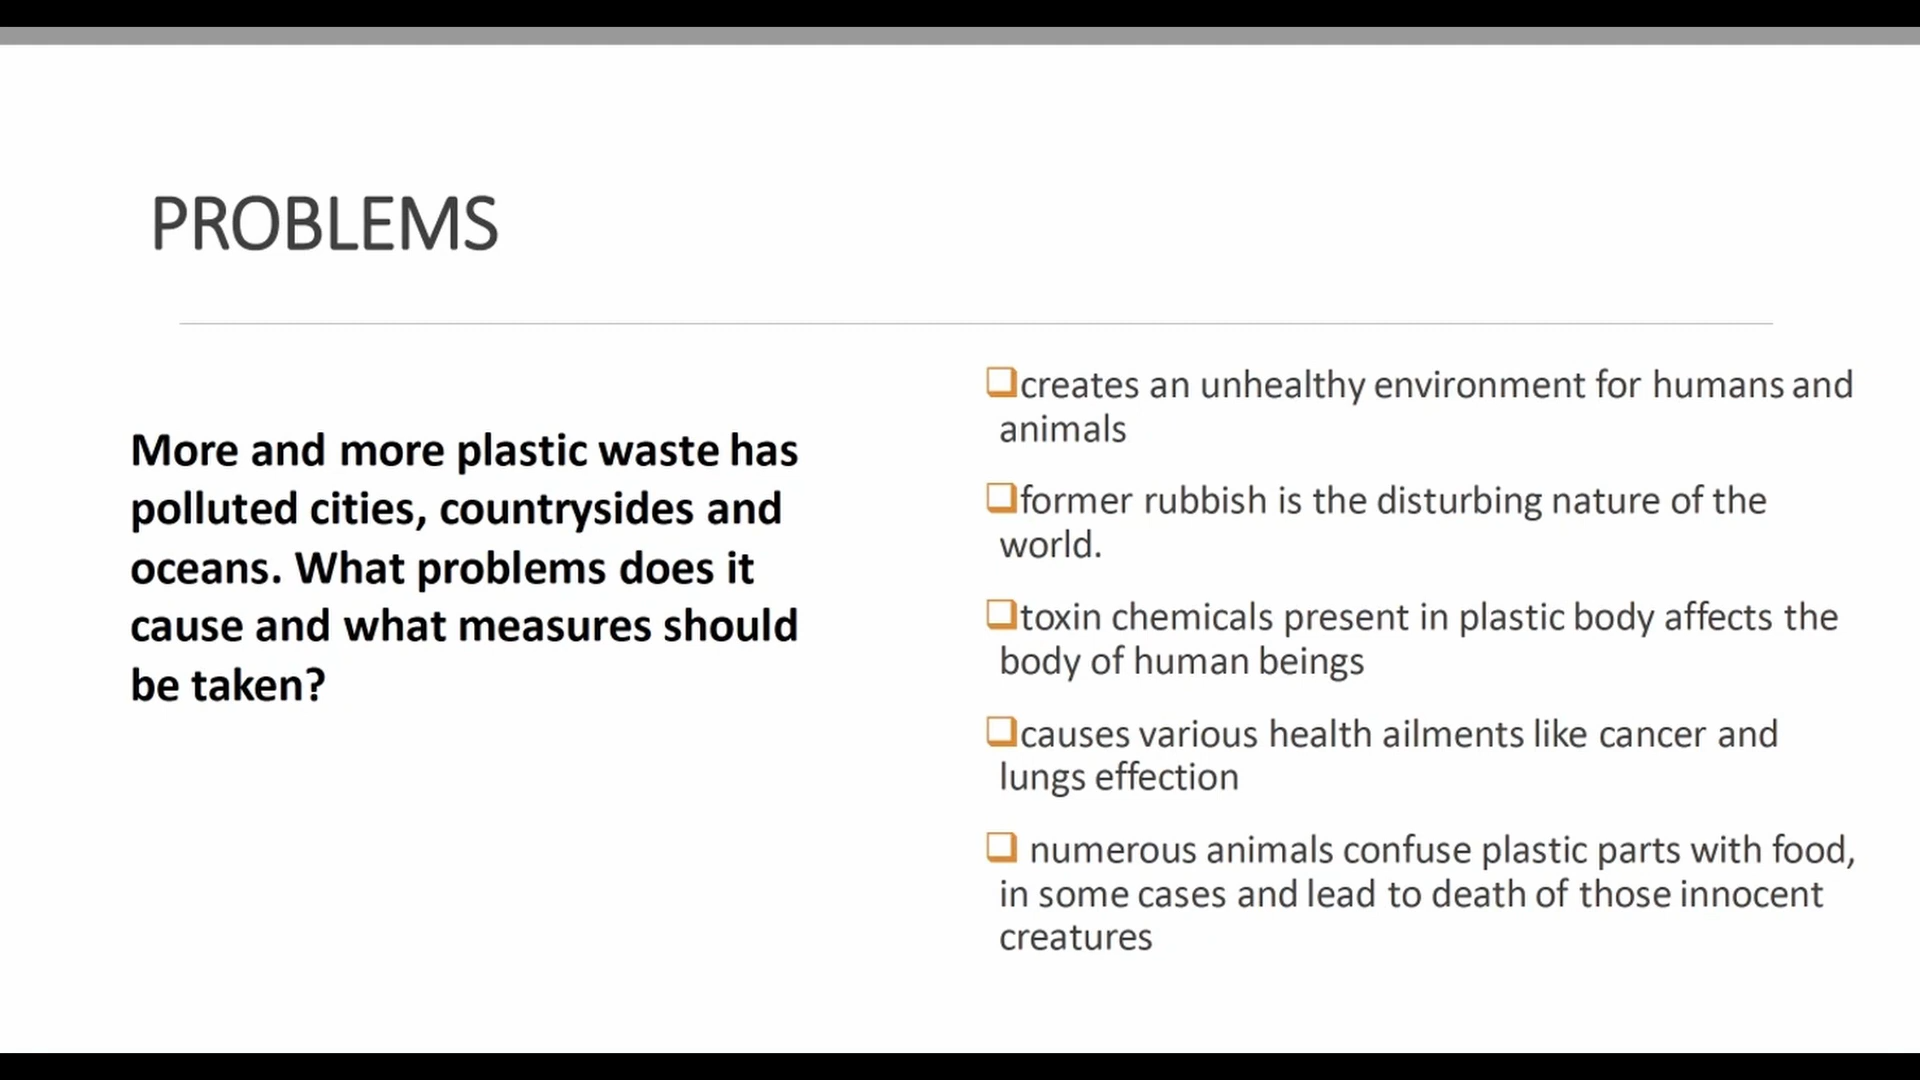 PROBLEMS
More and more plastic waste has
polluted cities, countrysides and
oceans. What problems does it
cause and what measures should
be taken?
creates an unhealthy environment for humans and
animals
former rubbish is the disturbing nature of the
world.
toxin chemicals present in plastic body affects the
body of human beings
causes various health ailments like cancer and
lungs effection
numerous animals confuse plastic parts with food,
in some cases and lead to death of those innocent
creatures